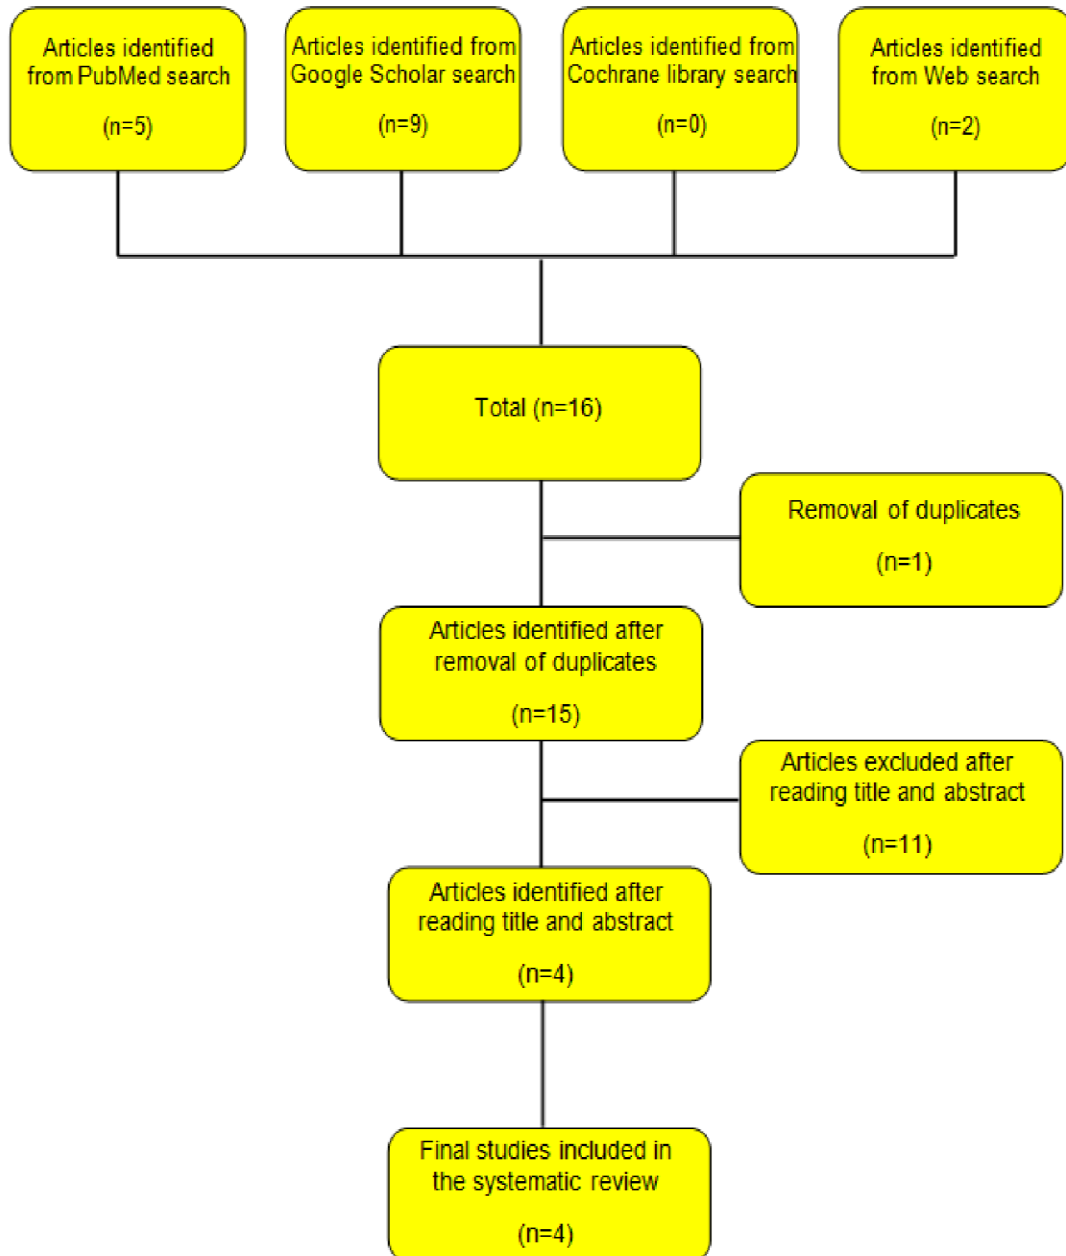 Articles identified
from PubMed search
(n=5)
Articles identified from
Google Scholar search
(n=9)
Articles identified from
Cochrane library search
(n=0)
Articles identified
from Web search
(n=2)
Total (n=16)
Removal of duplicates
(n=1)
Articles identified after
removal of duplicates
(n=15)
Articles excluded after
reading title and abstract
(n=11)
Articles identified after
reading title and abstract
(n=4)
Final studies included in
the systematic review
(n=4)